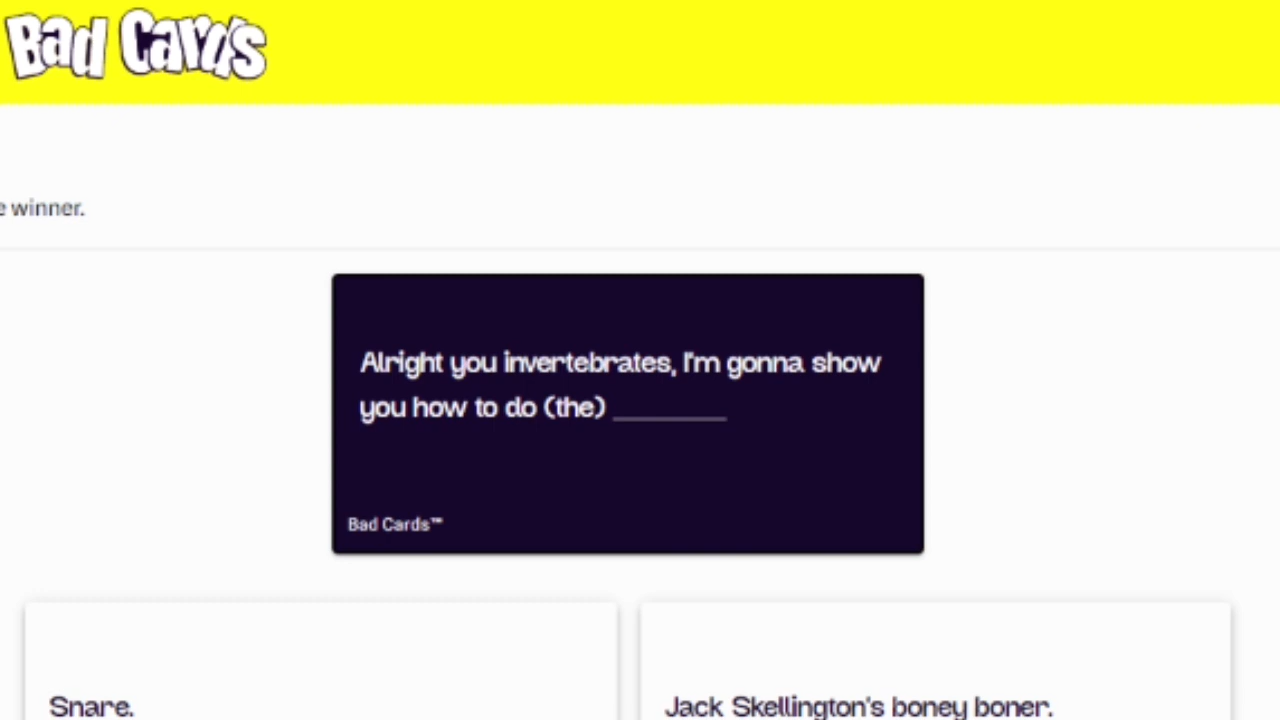 Bad Cards
e winner.
Alright you invertebrates, I'm gonna show
you how to do (the) ________
Bad Cards™
Snare.
Jack Skellington's boney boner.